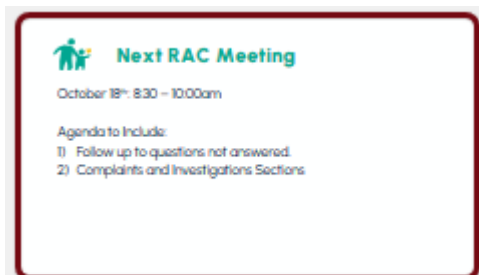 Next RAC Meeting
October 18th: 8:30 – 10:00am
Agenda to Include:
1) Follow up to questions not answered.
2) Complaints and Investigations Sections